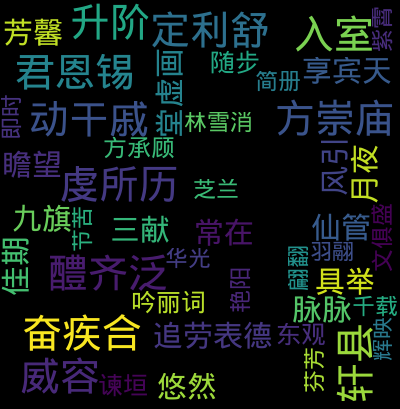 芳馨
升阶
定利舒
入室
紫霄
君恩锡
画
堂虚
随步
简册
享宾天
即时
动干戚
林雪消
方崇庙
瞻望
方承顾
虔所历
芝兰
风引
月夜
九旗
节苦
三献
常在
仙管
文俱盛
佳期
醴齐泛
华光
艳阳
翩翩
羽翮
具举
吟丽词
脉脉
千载
奋疾合
追劳表德
东观
轩县
辉映
威容
谏垣
悠然
芬芳